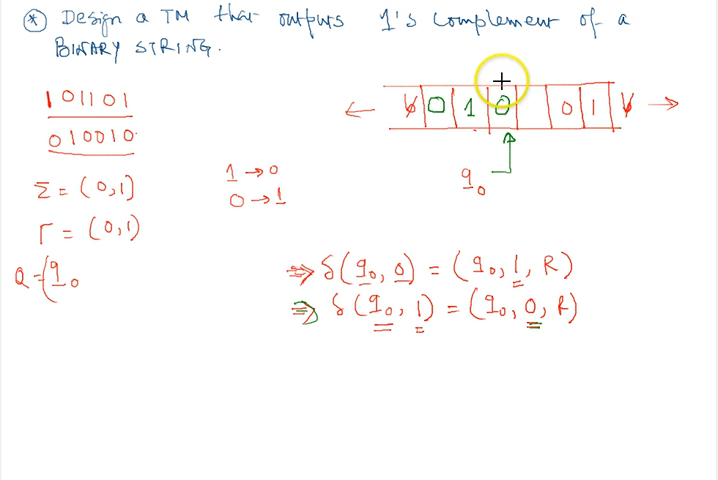 * Design a TM that outputs 1's complement of a
BINARY STRING.
101101
010010
Σ = (0,1)
Γ = (0,1)
Q = (q0
1 → 0
0 → 1
← b 0 1 0 0 1 b →
q0
⇒ δ(q0, 0) = (q0, 1, R)
⇒ δ(q0, 1) = (q0, 0, R)